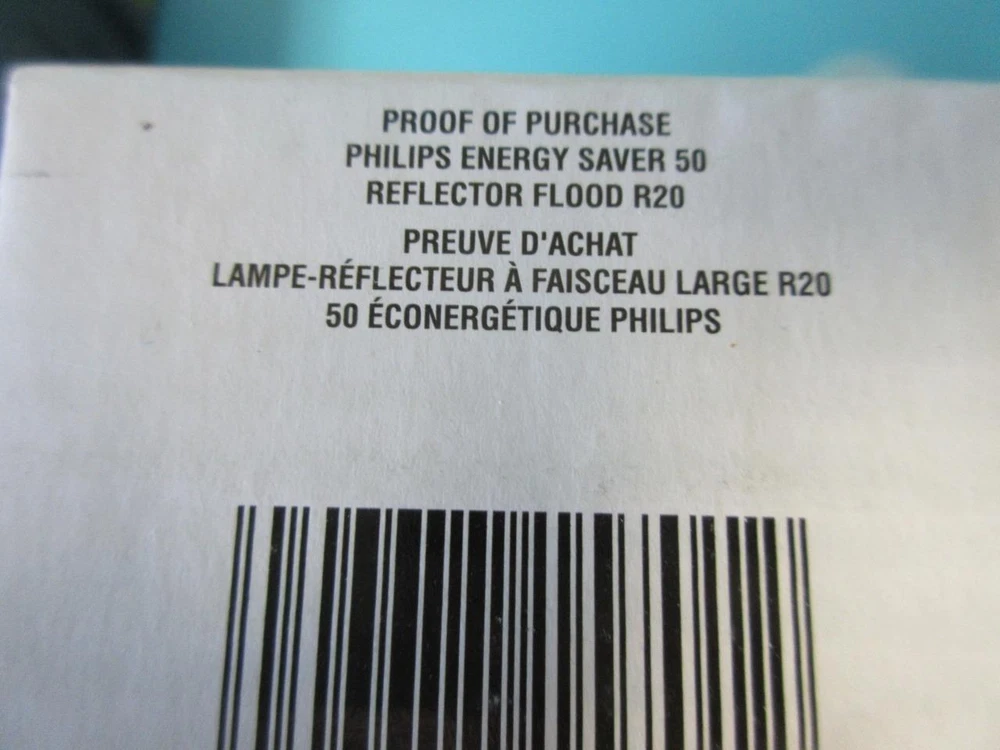 PROOF OF PURCHASE
PHILIPS ENERGY SAVER 50
REFLECTOR FLOOD R20
PREUVE D'ACHAT
LAMPE-RÉFLECTEUR À FAISCEAU LARGE R20
50 ÉCONERGÉTIQUE PHILIPS